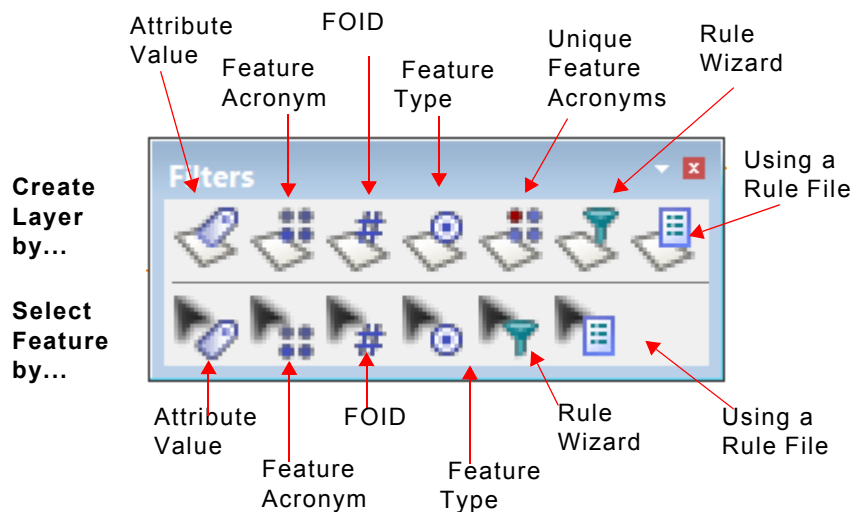 Attribute
Value
FOID
Feature
Acronym
Feature
Type
Unique
Feature
Acronyms
Rule
Wizard
Using a
Rule File
Filters
Create
Layer
by...
Select
Feature
by...
Attribute
Value
Feature
Acronym
FOID
Feature
Type
Rule
Wizard
Using a
Rule File